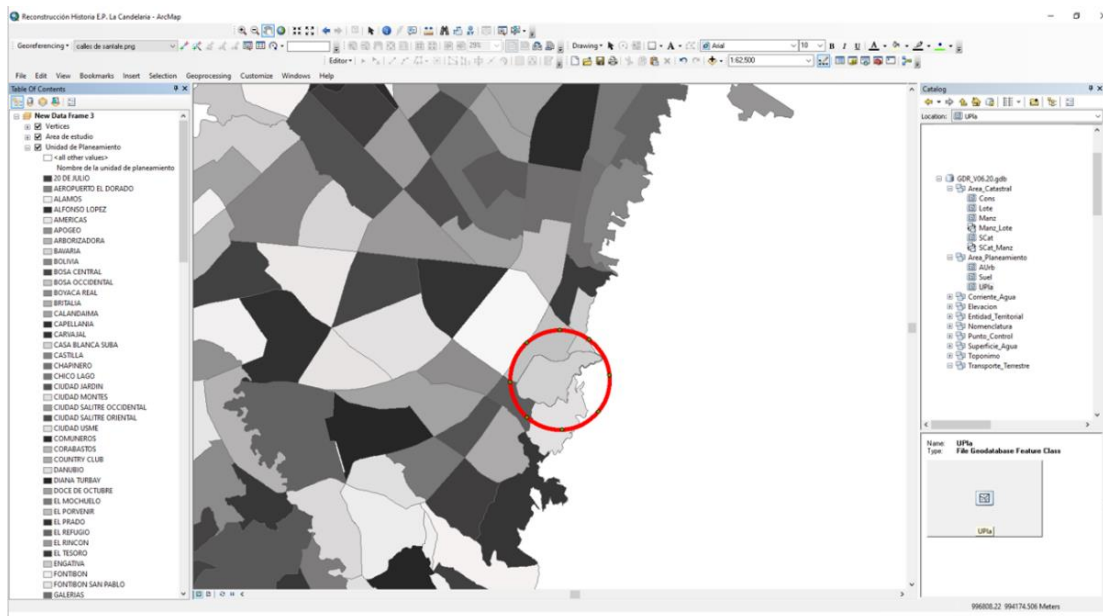 Reconstrucción Historia E.P. La Candelaria - ArcMap
Georeferencing
Drawing
Arial
10
B I U A
Editor
1:62,500
File Edit View Bookmarks Insert Selection Geoprocessing Customize Windows Help
Table Of Contents
New Data Frame 3
Vertices
Area de estudio
Unidad de Planeamiento
<all other values>
Nombre de la unidad de planeamiento
20 DE JULIO
AEROPUERTO EL DORADO
ALAMOS
ALFONSO LOPEZ
AMERICAS
APOGEO
ARBORIZADORA
BAVARIA
BOLIVIA
BOSA CENTRAL
BOSA OCCIDENTAL
BOYACA REAL
BRITALIA
CALANDAIMA
CAPELLANIA
CARVAJAL
CASA BLANCA SUBA
CASTILLA
CHAPINERO
CHICO LAGO
CIUDAD JARDIN
CIUDAD MONTES
CIUDAD SALITRE OCCIDENTAL
CIUDAD SALITRE ORIENTAL
CIUDAD USME
COMUNEROS
CORABASTOS
COUNTRY CLUB
DANUBIO
DIANA TURBAY
DOCE DE OCTUBRE
EL MOCHUELO
EL PORVENIR
EL PRADO
EL REFUGIO
EL RINCON
EL TESORO
ENGATIVA
FONTIBON
FONTIBON SAN PABLO
GALERIAS
Catalog
Location: UPla
GDR_V06.20.gdb
Area_Catastral
Cons
Lote
Manz
Manz_Lote
SCat
SCat_Manz
Area_Planeamiento
AUrb
Suel
UPla
Corriente_Agua
Elevacion
Entidad_Territorial
Nomenclatura
Punto_Control
Superficie_Agua
Toponimo
Transporte_Terrestre
Name: UPla
Type: File Geodatabase Feature Class
UPla
996808.22 994174.506 Meters